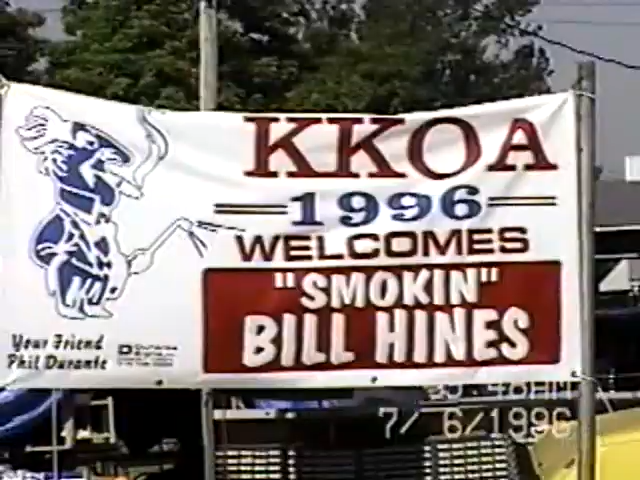 KKOA
1996
WELCOMES
"SMOKIN"
BILL HINES
Your Friend
Phil Durante
7/ 6/1996